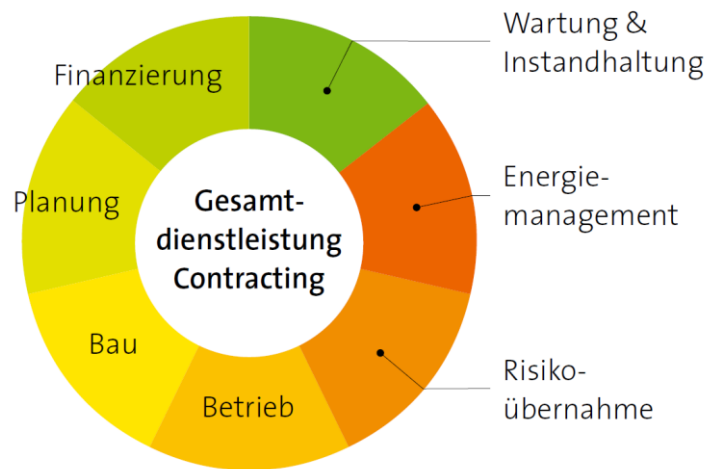 Wartung &
Instandhaltung
Finanzierung
Energie-
management
Planung
Gesamt-
dienstleistung
Contracting
Bau
Betrieb
Risiko-
übernahme